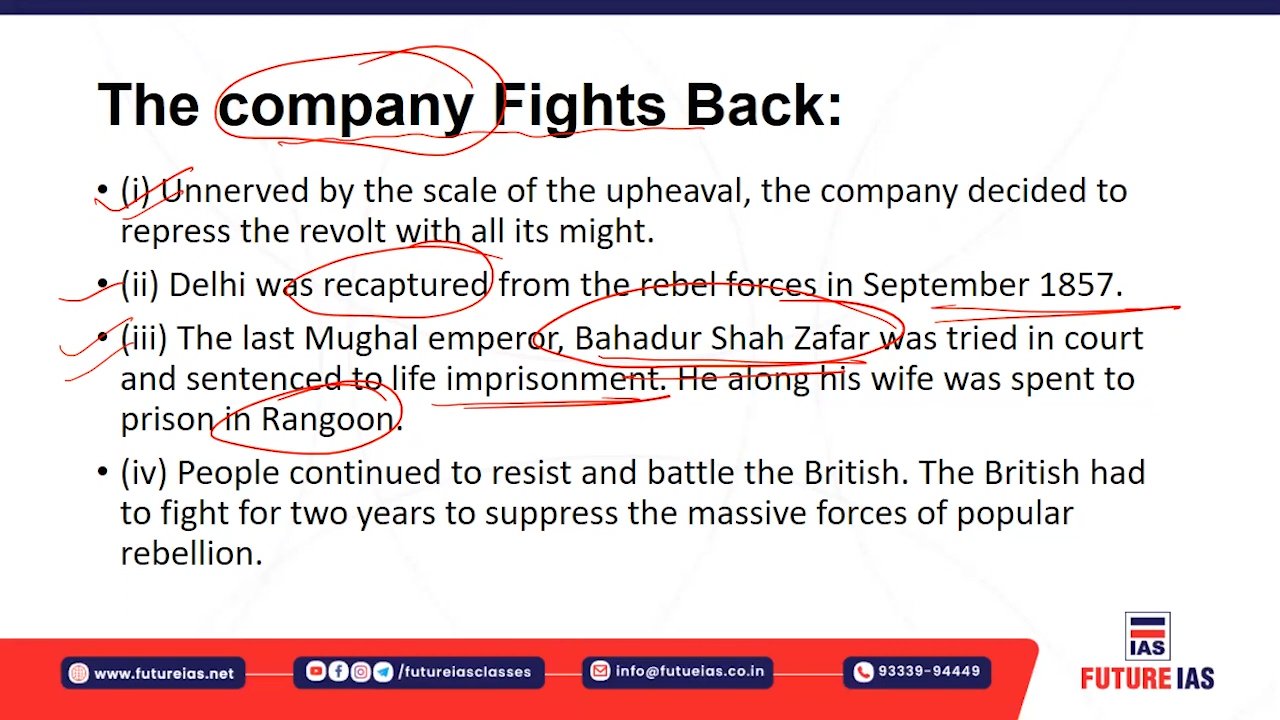 The company Fights Back:
• (i) Unnerved by the scale of the upheaval, the company decided to
repress the revolt with all its might.
• (ii) Delhi was recaptured from the rebel forces in September 1857.
• (iii) The last Mughal emperor, Bahadur Shah Zafar was tried in court
and sentenced to life imprisonment. He along his wife was spent to
prison in Rangoon.
• (iv) People continued to resist and battle the British. The British had
to fight for two years to suppress the massive forces of popular
rebellion.
IAS
FUTURE IAS
www.futureias.net
/futureiasclasses
info@futueias.co.in
93339-94449